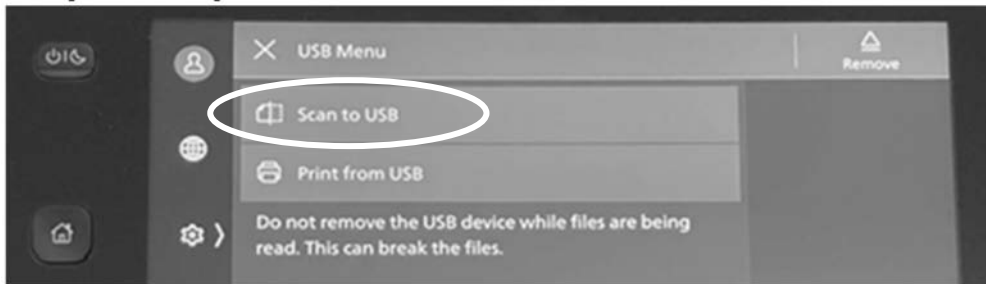 USB Menu
Remove
Scan to USB
Print from USB
Do not remove the USB device while files are being
read. This can break the files.